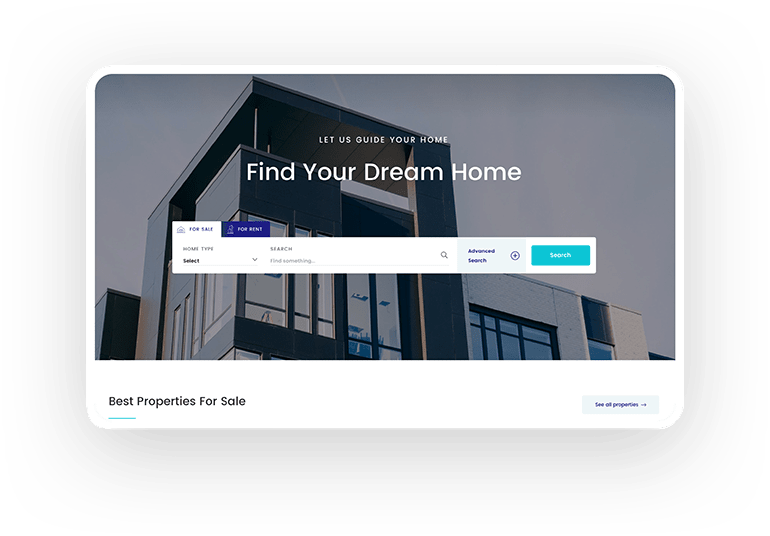 LET US GUIDE YOUR HOME
Find Your Dream Home
FOR SALE
FOR RENT
HOME TYPE
Select
SEARCH
Find something...
Advanced
Search
Search
Best Properties For Sale
See all properties →